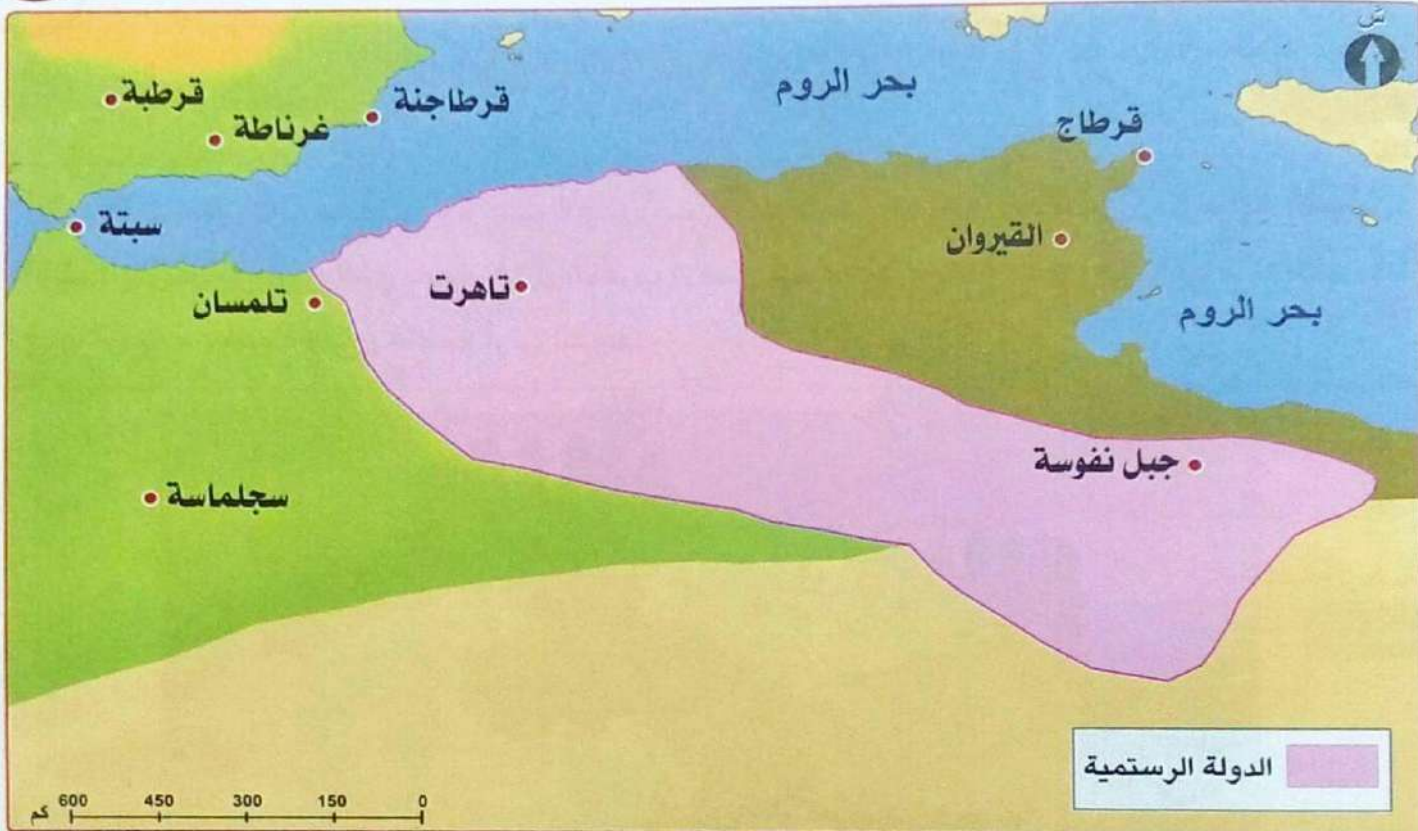 ش
بحر الروم
قرطاجنة
قرطبة
غرناطة
قرطاج
سبتة
القيروان
تاهرت
تلمسان
بحر الروم
جبل نفوسة
سجلماسة
الدولة الرستمية
600 450 300 150 0
كم